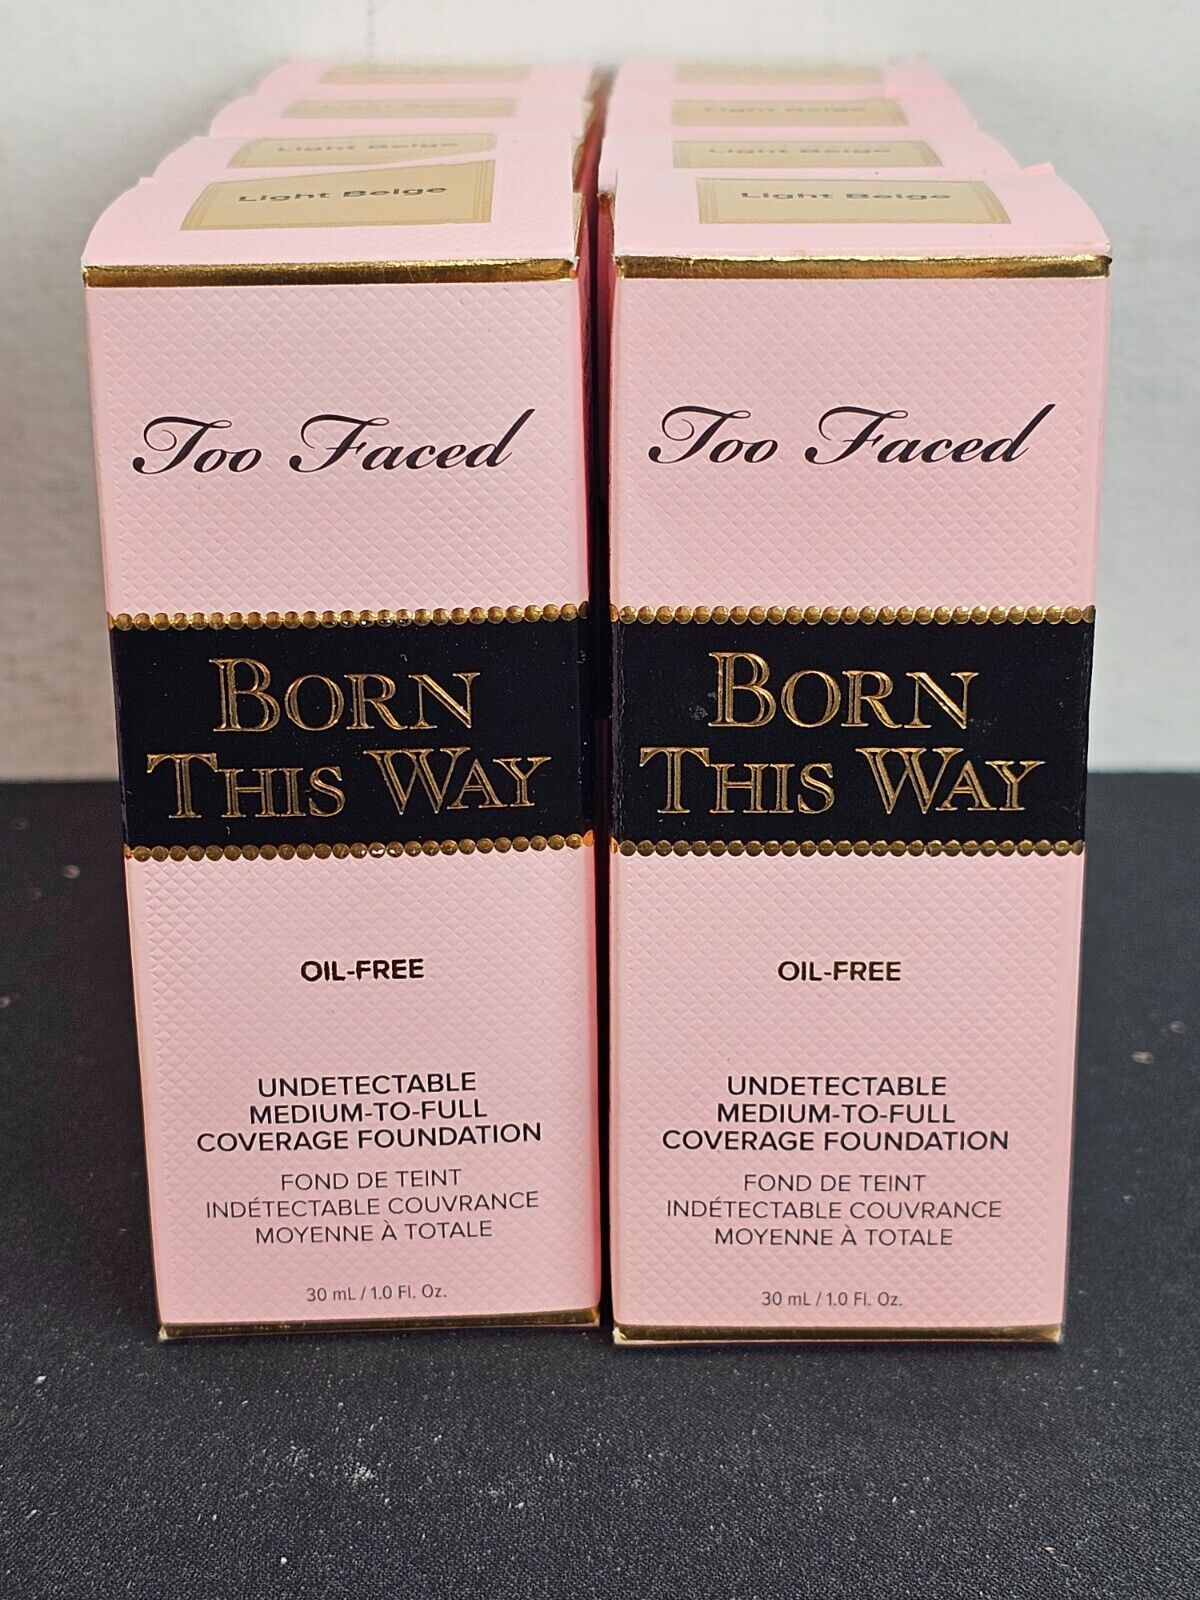 Light Beige
Light Beige
Light Beige
Light Beige
Light Beige
Too Faced
BORN
THIS WAY
OIL-FREE
UNDETECTABLE
MEDIUM-TO-FULL
COVERAGE FOUNDATION
FOND DE TEINT
INDÉTECTABLE COUVRANCE
MOYENNE À TOTALE
30 mL / 1.0 Fl. Oz.
Too Faced
BORN
THIS WAY
OIL-FREE
UNDETECTABLE
MEDIUM-TO-FULL
COVERAGE FOUNDATION
FOND DE TEINT
INDÉTECTABLE COUVRANCE
MOYENNE À TOTALE
30 mL / 1.0 Fl. Oz.